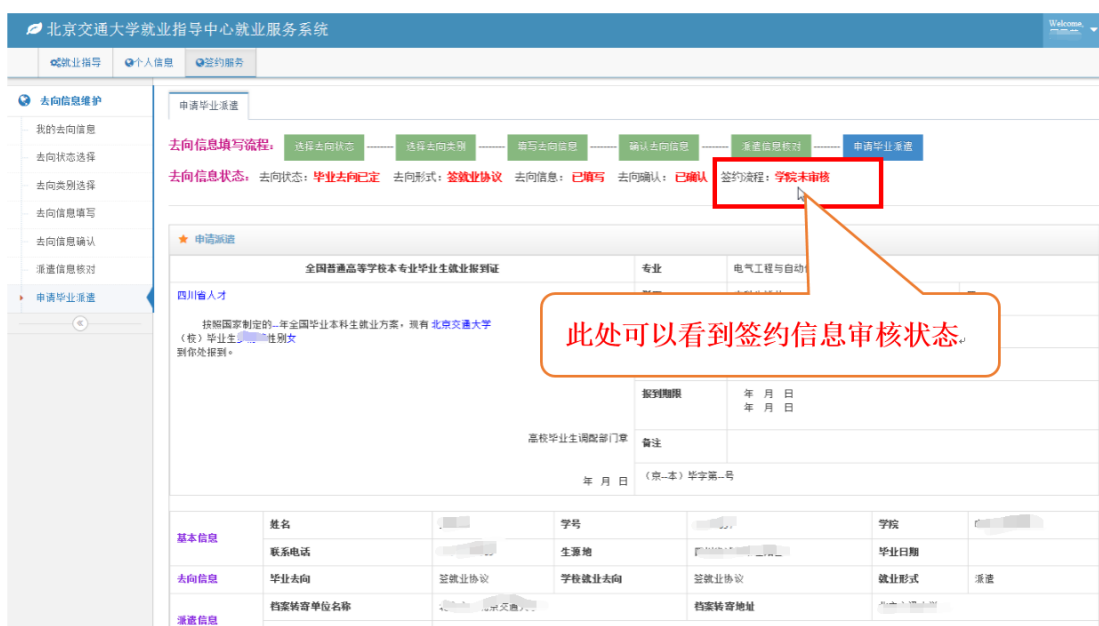 北京交通大学就业指导中心就业服务系统
Welcome,
就业指导 个人信息 签约服务
去向信息维护
我的去向信息
去向状态选择
去向类别选择
去向信息填写
去向信息确认
派遣信息核对
申请毕业派遣
申请毕业派遣
去向信息填写流程: 选择去向状态 -------- 选择去向类别 -------- 填写去向信息 -------- 确认去向信息 -------- 派遣信息核对 -------- 申请毕业派遣
去向信息状态: 去向状态:毕业去向已定 去向形式:签就业协议 去向信息:已填写 去向确认:已确认 签约流程:学院未审核
此处可以看到签约信息审核状态
申请派遣
全国普通高等学校本专业毕业生就业报到证 专业 电气工程与自动
四川省人才
按照国家制定的--年全国毕业本科生就业方案,现有 北京交通大学
(校)毕业生 性别女
到你处报到。
报到期限 年 月 日
年 月 日
高校毕业生调配部门章 备注
年 月 日 (京--本)毕字第--号
基本信息 姓名 学号 学院
联系电话 生源地 毕业日期
去向信息 毕业去向 签就业协议 学校就业去向 签就业协议 就业形式 派遣
派遣信息 档案转寄单位名称 档案转寄地址